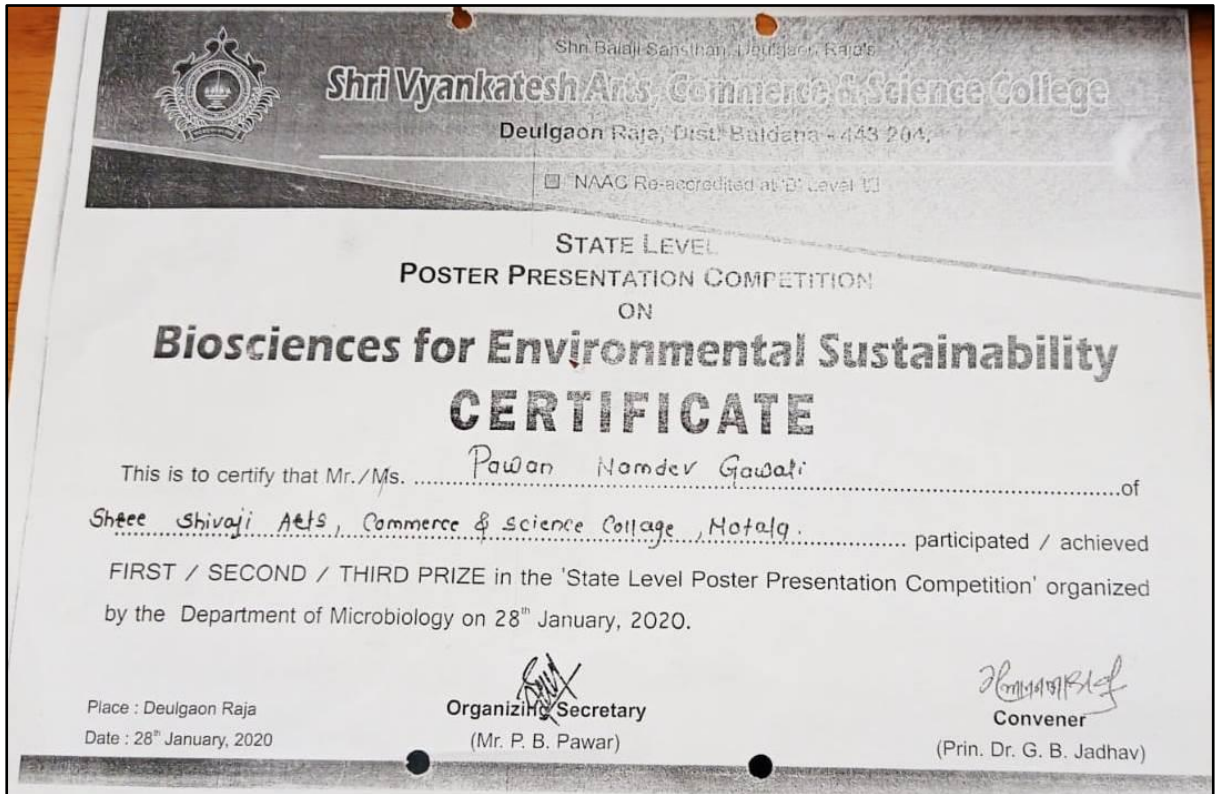 Shri Balaji Sansthan, Deulgaon Raja's
Shri Vyankatesh Arts, Commerce & Science College
Deulgaon Raja, Dist. Buldana - 443 204.
NAAC Re-accredited at 'B' Level
STATE LEVEL
POSTER PRESENTATION COMPETITION
ON
Biosciences for Environmental Sustainability
CERTIFICATE
This is to certify that Mr./Ms. Pawan Namdev Gawali of
Shree Shivaji Arts, Commerce & science Collage, Motala. participated / achieved
FIRST / SECOND / THIRD PRIZE in the 'State Level Poster Presentation Competition' organized
by the Department of Microbiology on 28th January, 2020.
Place : Deulgaon Raja
Date : 28th January, 2020
Organizing Secretary
(Mr. P. B. Pawar)
Convener
(Prin. Dr. G. B. Jadhav)